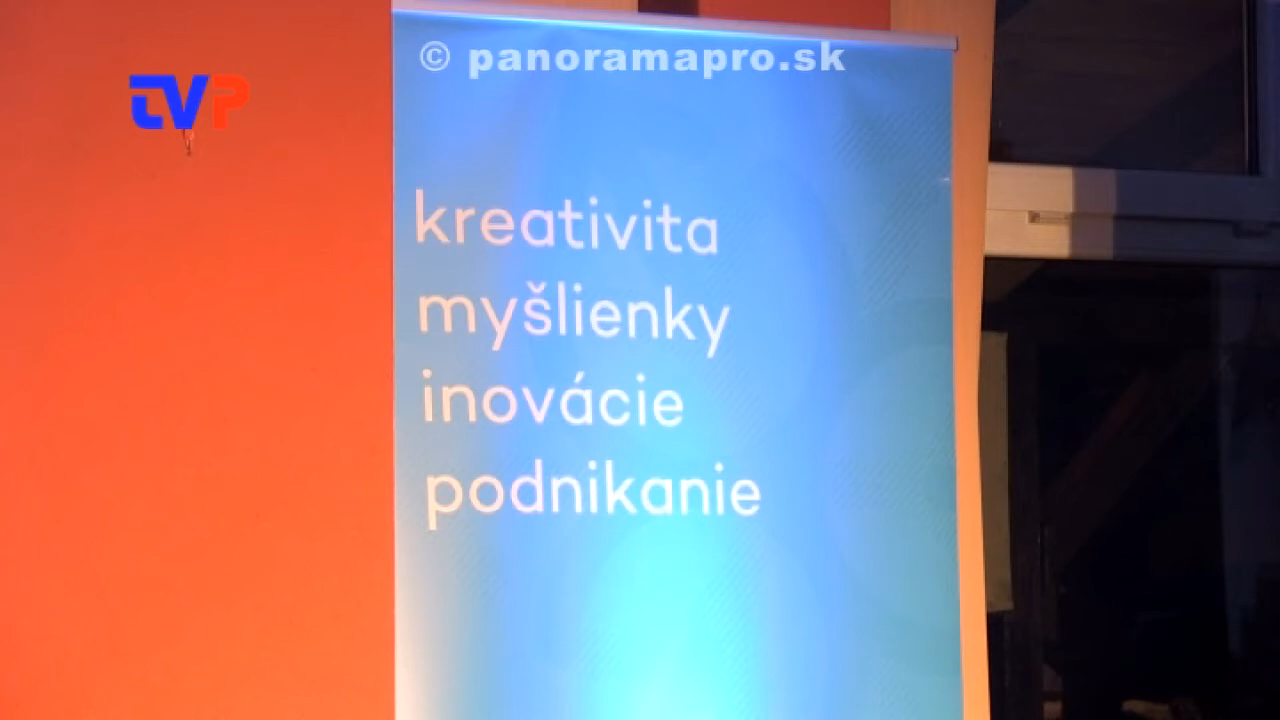 © panoramapro.sk
TVP
kreativita
myšlienky
inovácie
podnikanie